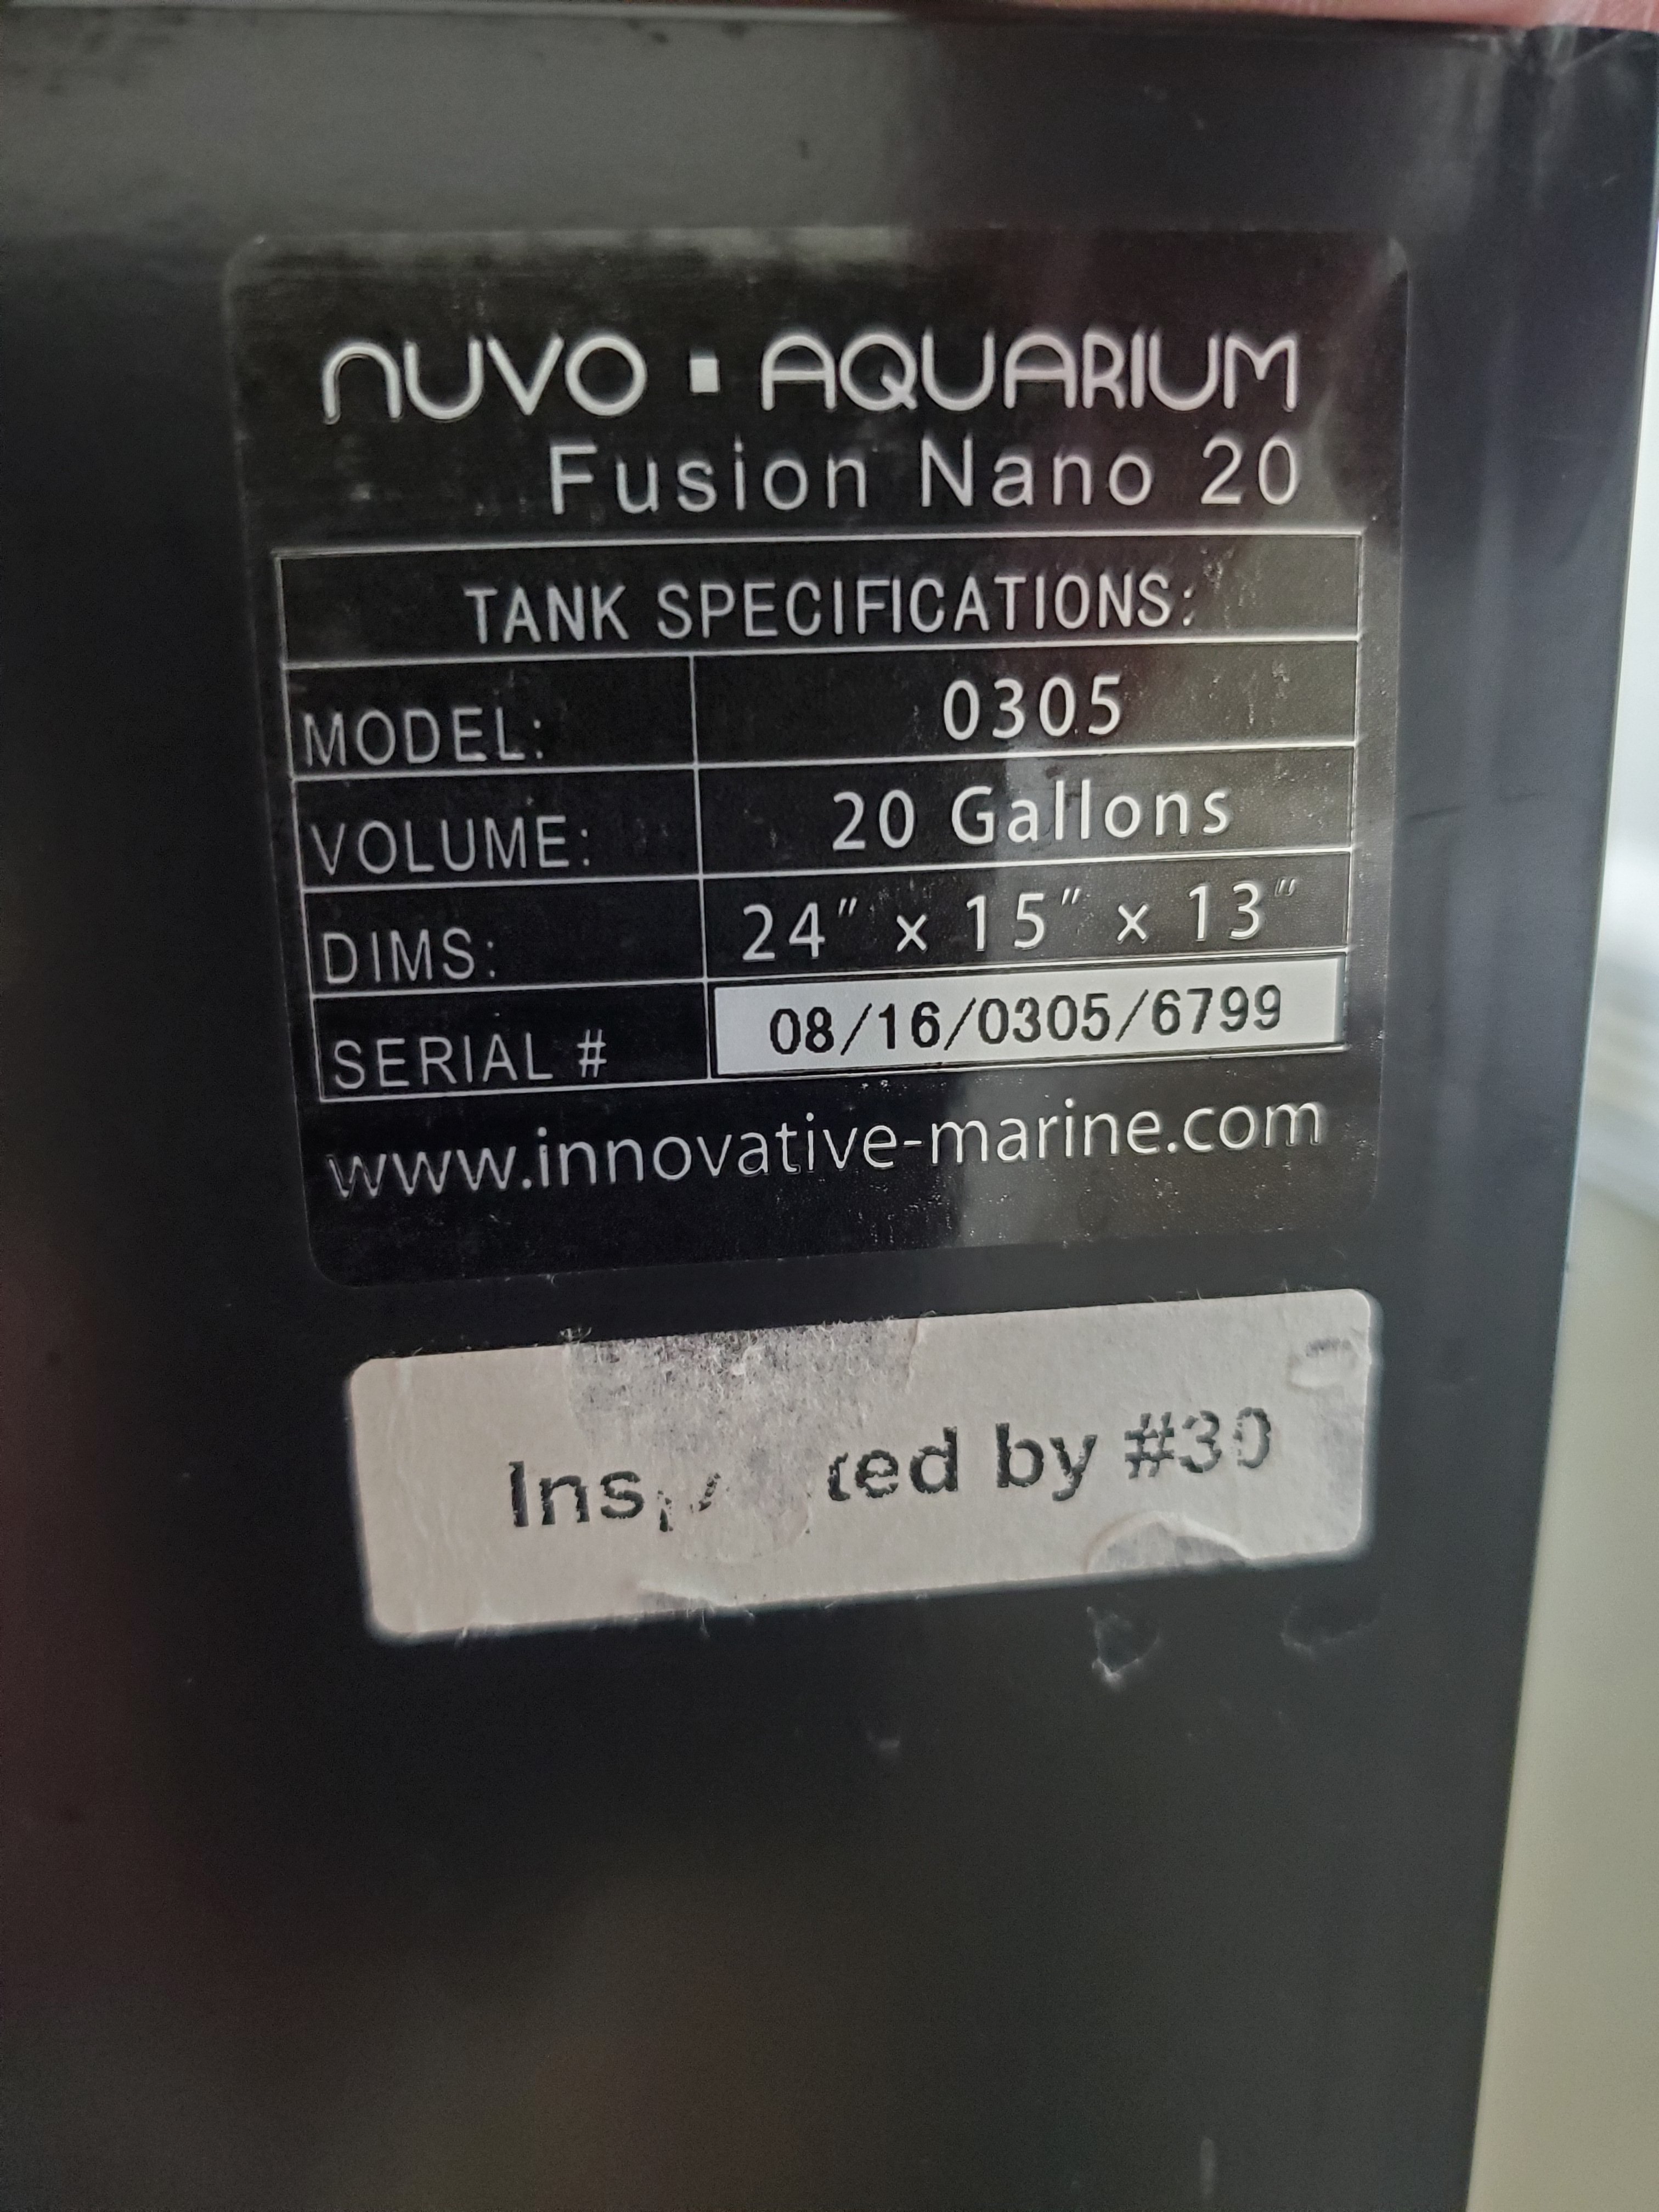 nuvo ▪ AQUARIUM
Fusion Nano 20
TANK SPECIFICATIONS:
MODEL: 0305
VOLUME: 20 Gallons
DIMS: 24" x 15" x 13"
SERIAL # 08/16/0305/6799
www.innovative-marine.com
by #30